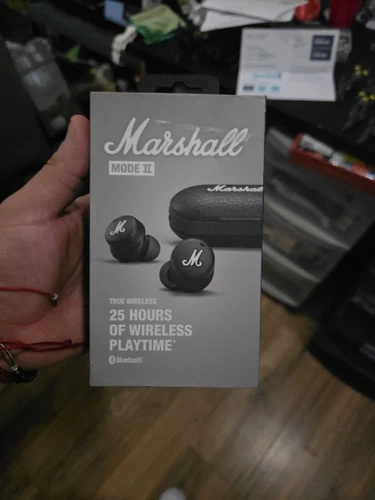 Marshall
MODE II
Marshall
M
M
TRUE WIRELESS
25 HOURS
OF WIRELESS
PLAYTIME*
Bluetooth